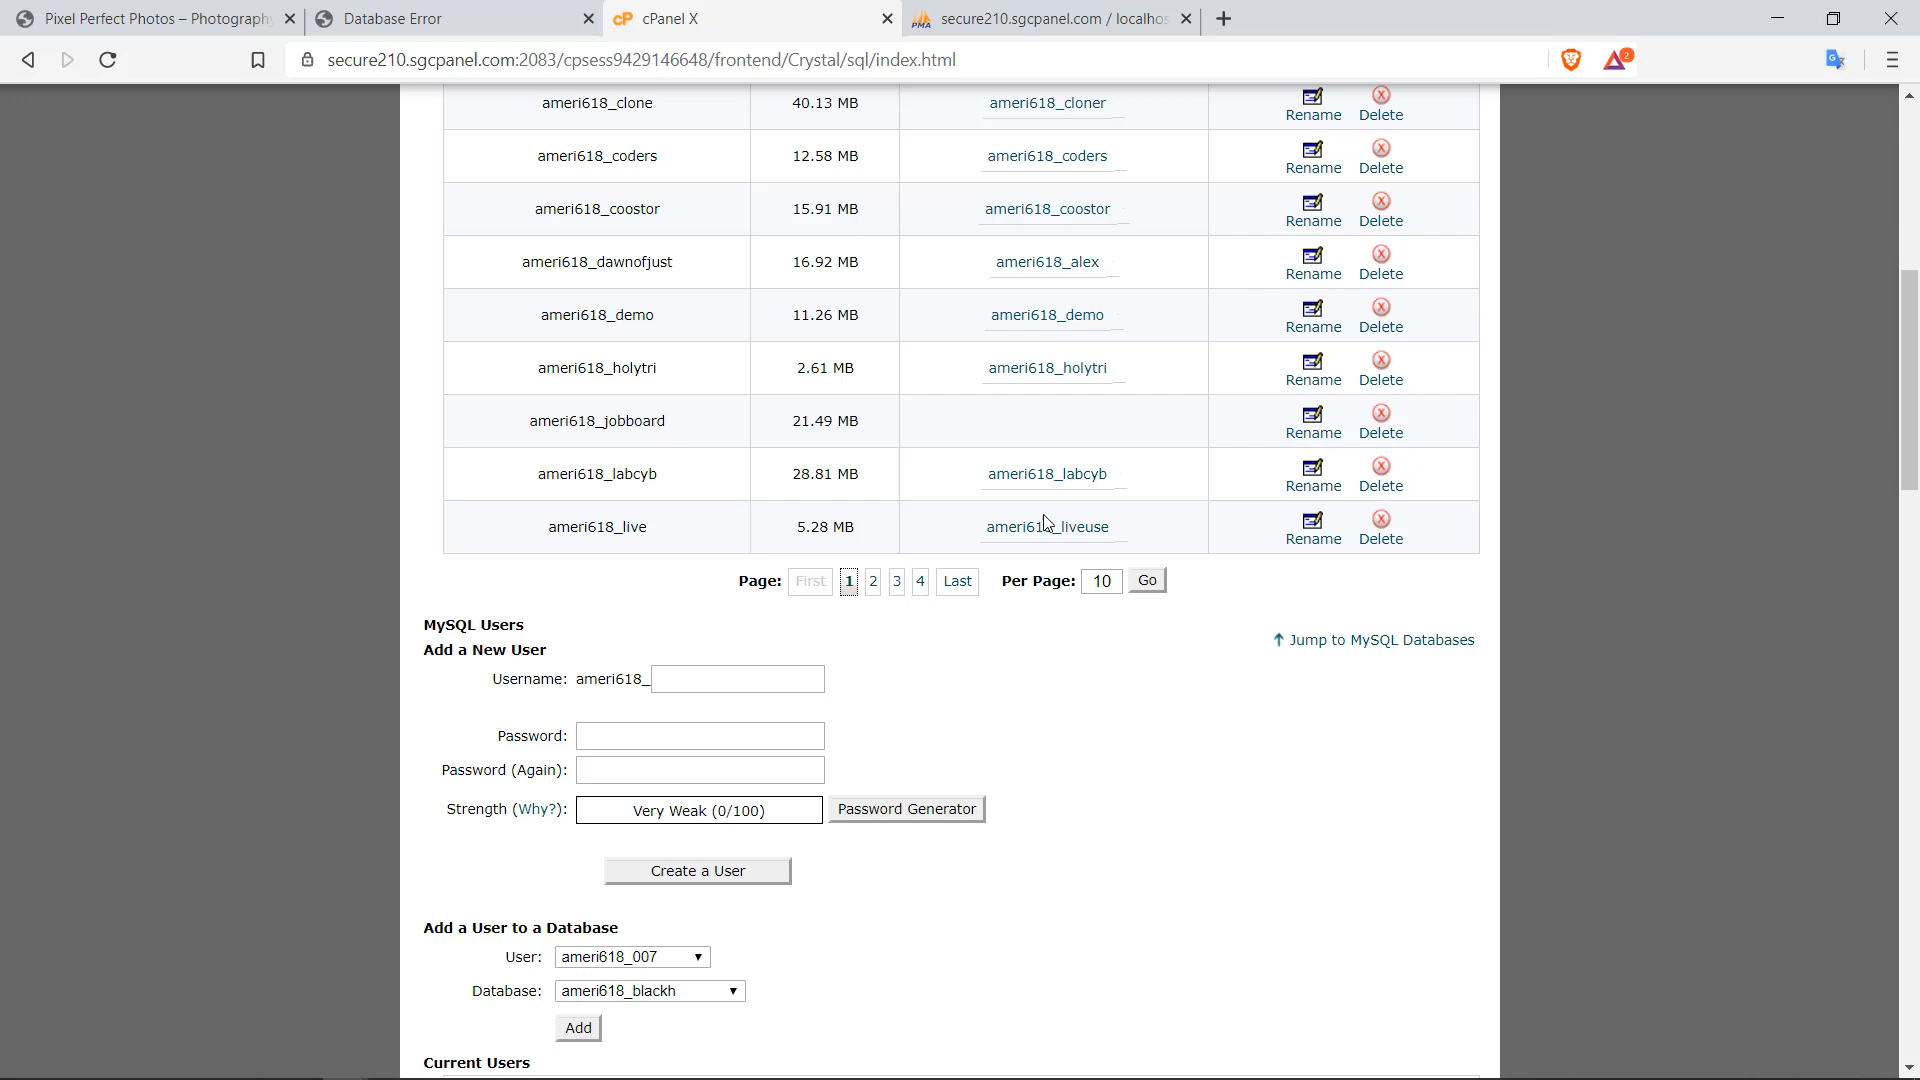 Pixel Perfect Photos – Photography
Database Error
cPanel X
secure210.sgcpanel.com / localhos
secure210.sgcpanel.com:2083/cpsess9429146648/frontend/Crystal/sql/index.html
2
ameri618_clone 40.13 MB ameri618_cloner Rename Delete
ameri618_coders 12.58 MB ameri618_coders Rename Delete
ameri618_coostor 15.91 MB ameri618_coostor Rename Delete
ameri618_dawnofjust 16.92 MB ameri618_alex Rename Delete
ameri618_demo 11.26 MB ameri618_demo Rename Delete
ameri618_holytri 2.61 MB ameri618_holytri Rename Delete
ameri618_jobboard 21.49 MB Rename Delete
ameri618_labcyb 28.81 MB ameri618_labcyb Rename Delete
ameri618_live 5.28 MB ameri618_liveuse Rename Delete
Page: First 1 2 3 4 Last Per Page: 10 Go
MySQL Users
Jump to MySQL Databases
Add a New User
Username: ameri618_
Password:
Password (Again):
Strength (Why?): Very Weak (0/100) Password Generator
Create a User
Add a User to a Database
User: ameri618_007
Database: ameri618_blackh
Add
Current Users